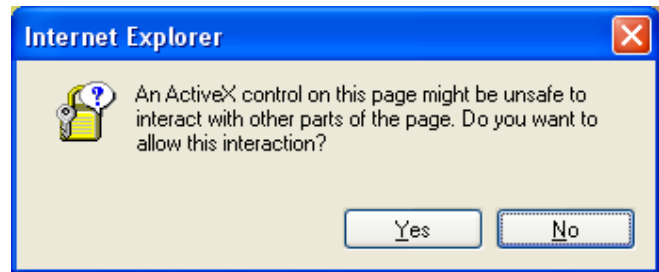 Internet Explorer
An ActiveX control on this page might be unsafe to
interact with other parts of the page. Do you want to
allow this interaction?
Yes
No